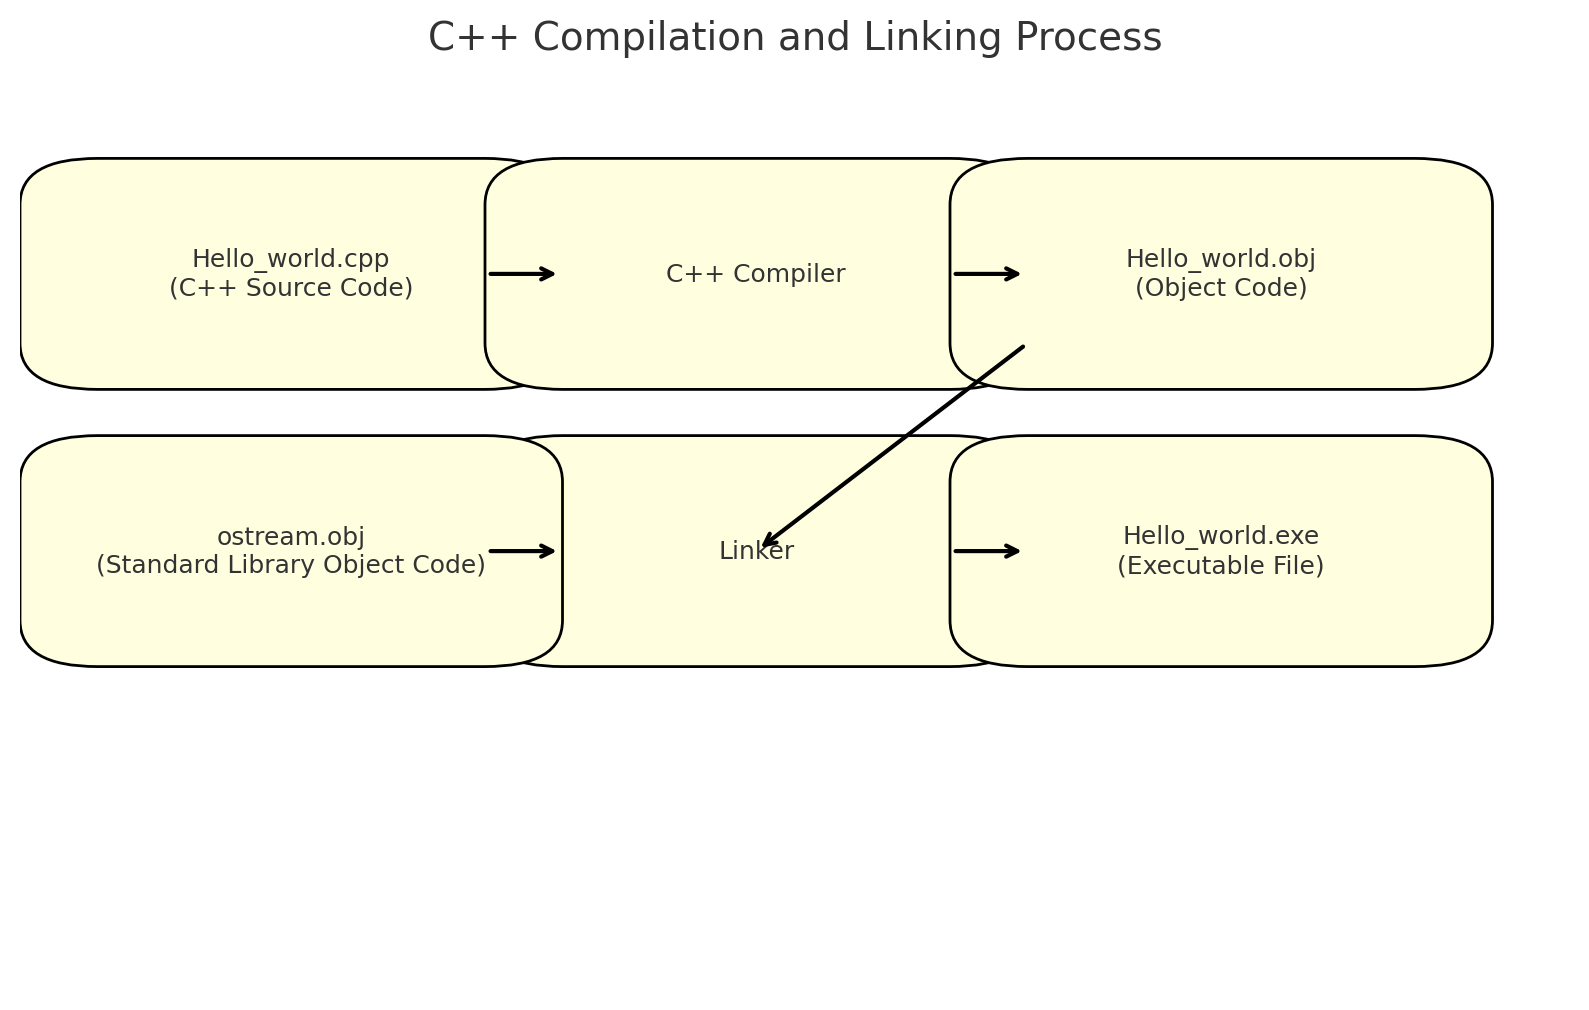 C++ Compilation and Linking Process
Hello_world.cpp
(C++ Source Code)
C++ Compiler
Hello_world.obj
(Object Code)
ostream.obj
(Standard Library Object Code)
Linker
Hello_world.exe
(Executable File)